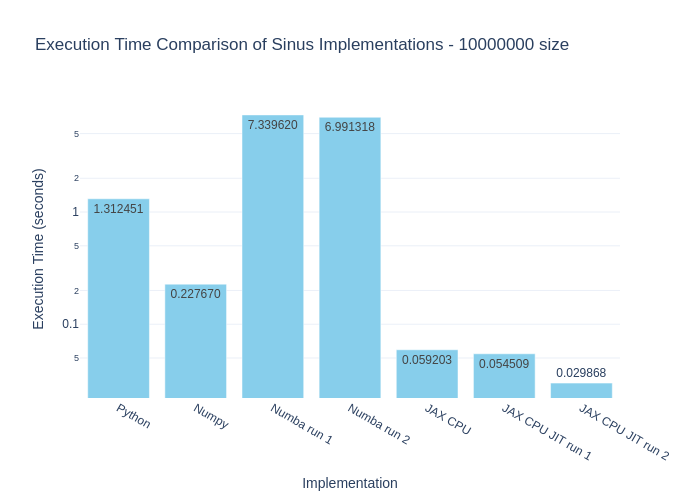 Execution Time Comparison of Sinus Implementations - 10000000 size
Execution Time (seconds)
5
2
1
5
2
0.1
5
1.312451
0.227670
7.339620
6.991318
0.059203
0.054509
0.029868
Python
Numpy
Numba run 1
Numba run 2
JAX CPU
JAX CPU JIT run 1
JAX CPU JIT run 2
Implementation